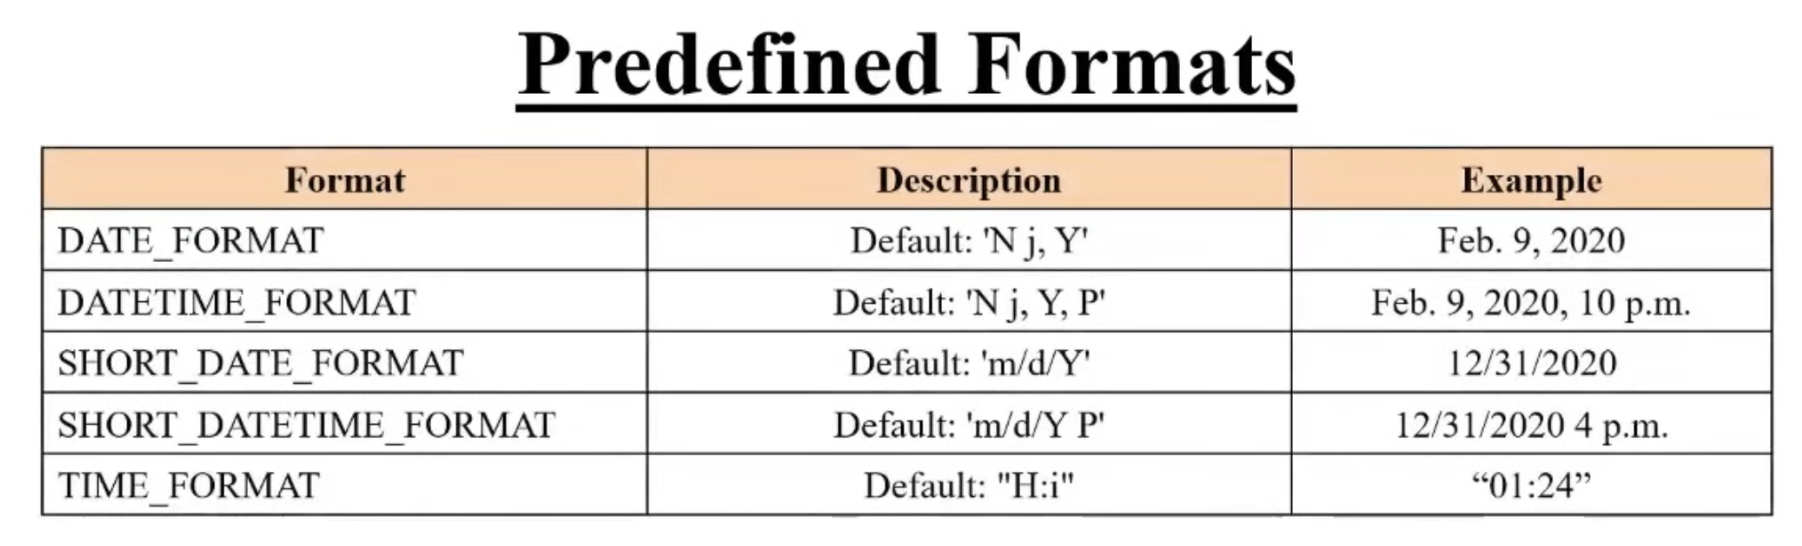 Predefined Formats
Format Description Example
DATE_FORMAT Default: 'N j, Y' Feb. 9, 2020
DATETIME_FORMAT Default: 'N j, Y, P' Feb. 9, 2020, 10 p.m.
SHORT_DATE_FORMAT Default: 'm/d/Y' 12/31/2020
SHORT_DATETIME_FORMAT Default: 'm/d/Y P' 12/31/2020 4 p.m.
TIME_FORMAT Default: "H:i" “01:24”